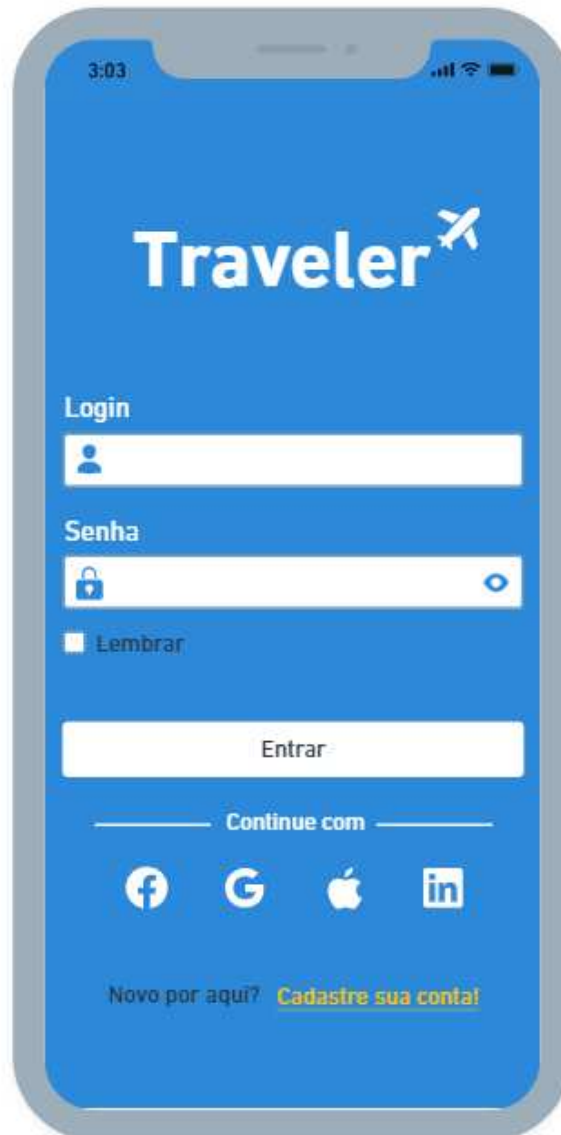 3:03
Traveler
Login
Senha
Lembrar
Entrar
Continue com
Novo por aqui? Cadastre sua conta!